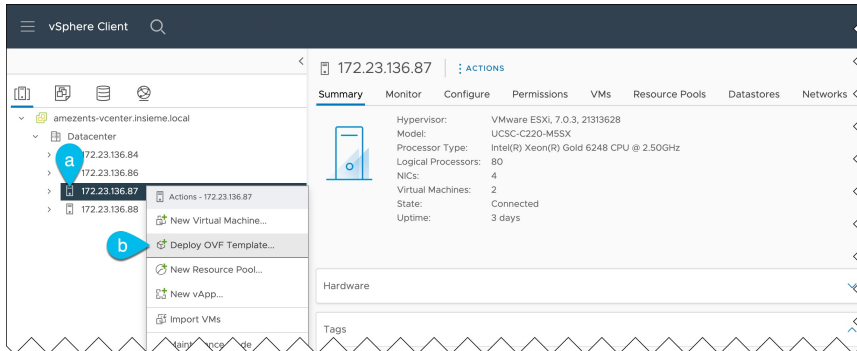 vSphere Client
172.23.136.87
ACTIONS
Summary Monitor Configure Permissions VMs Resource Pools Datastores Networks
amezents-vcenter.insieme.local
Datacenter
172.23.136.84
a
172.23.136.86
172.23.136.87
172.23.136.88
Actions - 172.23.136.87
New Virtual Machine...
b
Deploy OVF Template...
New Resource Pool...
New vApp...
Import VMs
Hypervisor: VMware ESXi, 7.0.3, 21313628
Model: UCSC-C220-M5SX
Processor Type: Intel(R) Xeon(R) Gold 6248 CPU @ 2.50GHz
Logical Processors: 80
NICs: 4
Virtual Machines: 2
State: Connected
Uptime: 3 days
Hardware
Tags